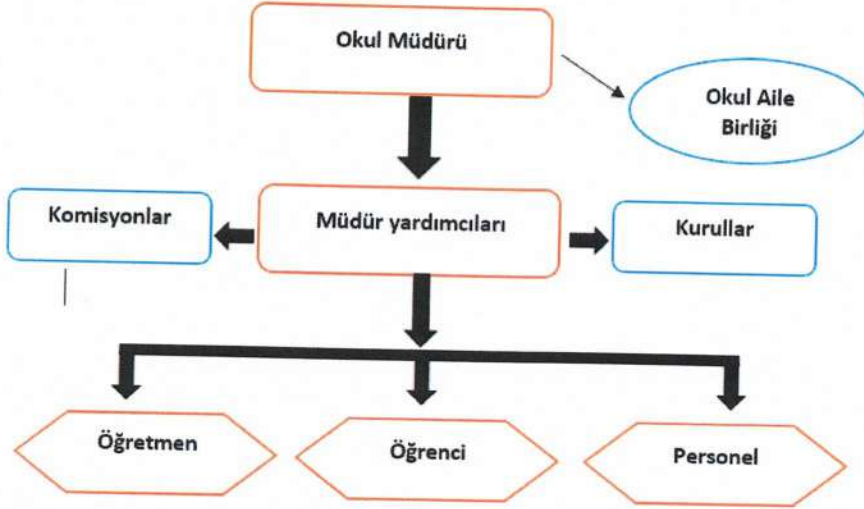 Okul Müdürü
Okul Aile
Birliği
Komisyonlar
Müdür yardımcıları
Kurullar
Öğretmen
Öğrenci
Personel